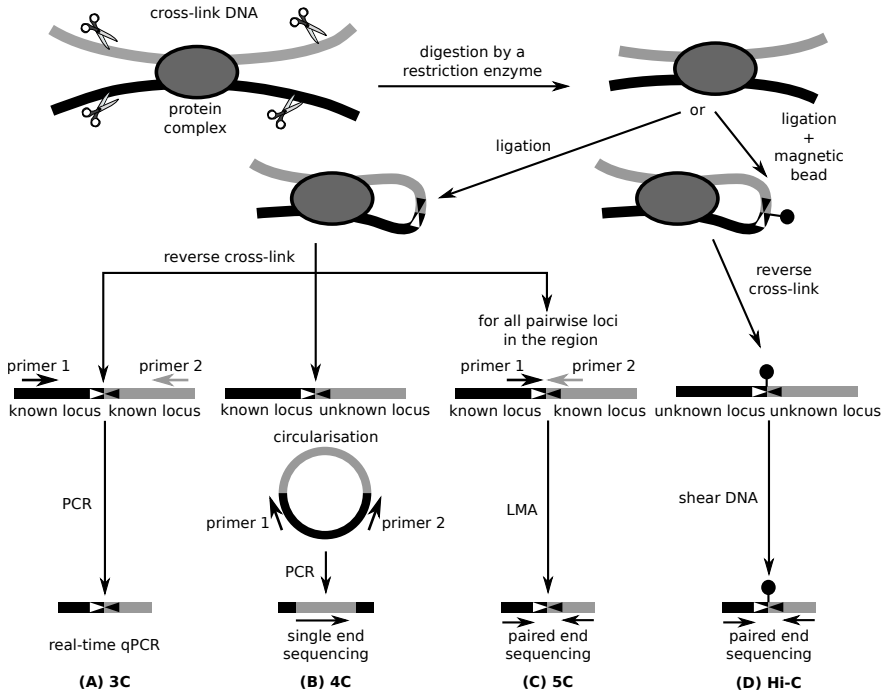 cross-link DNA
protein
complex
digestion by a
restriction enzyme
or
ligation
ligation
+
magnetic
bead
reverse cross-link
reverse
cross-link
for all pairwise loci
in the region
primer 1
primer 2
known locus
known locus
known locus
unknown locus
primer 1
primer 2
known locus
known locus
unknown locus
unknown locus
circularisation
primer 1
primer 2
PCR
PCR
LMA
shear DNA
real-time qPCR
single end
sequencing
paired end
sequencing
paired end
sequencing
(A) 3C
(B) 4C
(C) 5C
(D) Hi-C